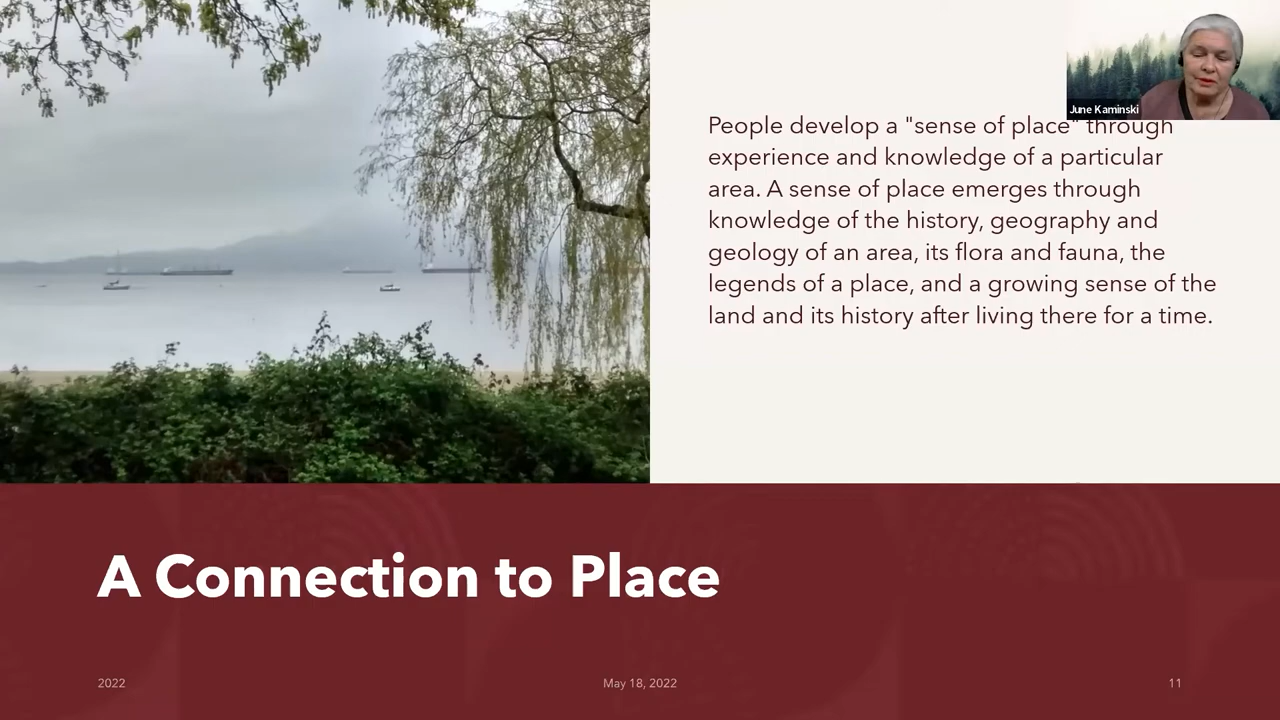 June Kaminski
People develop a "sense of place" through
experience and knowledge of a particular
area. A sense of place emerges through
knowledge of the history, geography and
geology of an area, its flora and fauna, the
legends of a place, and a growing sense of the
land and its history after living there for a time.
A Connection to Place
2022
May 18, 2022
11